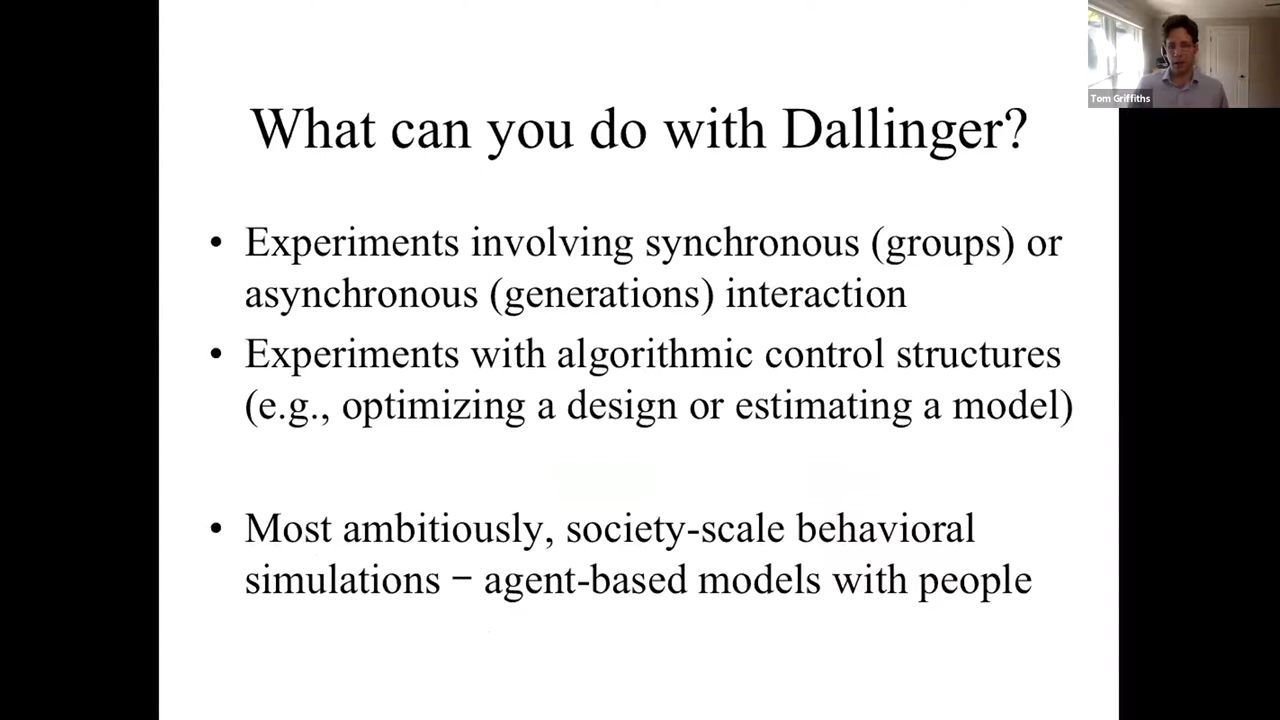 Tom Griffiths
What can you do with Dallinger?
• Experiments involving synchronous (groups) or
asynchronous (generations) interaction
• Experiments with algorithmic control structures
(e.g., optimizing a design or estimating a model)
• Most ambitiously, society-scale behavioral
simulations − agent-based models with people